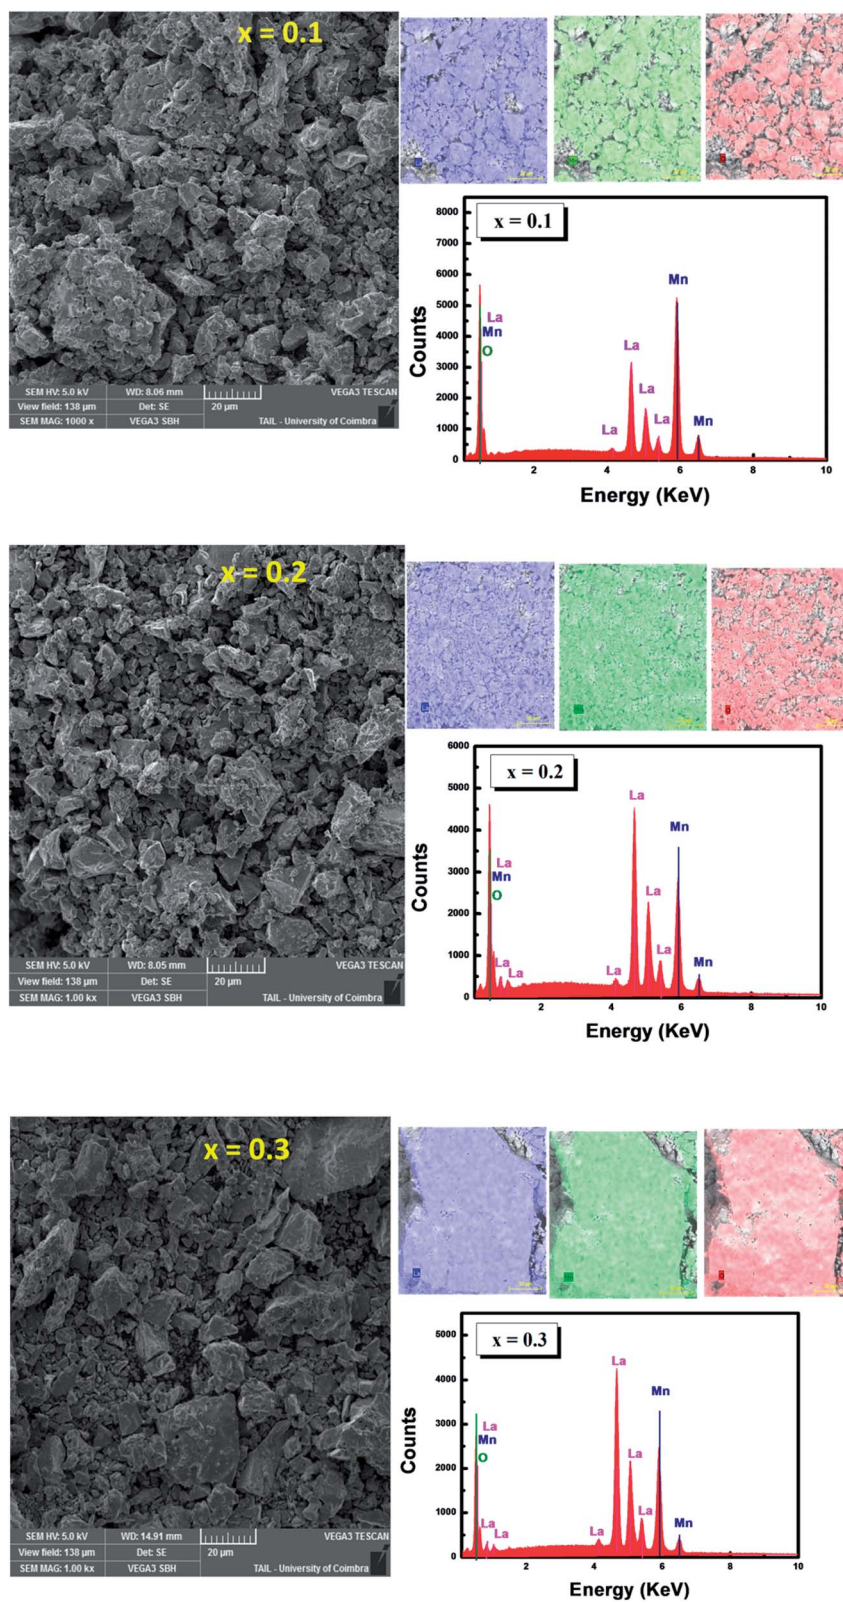 x = 0.1
SEM HV: 5.0 kV WD: 8.06 mm VEGA3 TESCAN
View field: 138 µm Det: SE 20 µm
SEM MAG: 1000 x VEGA3 SBH TAIL - University of Coimbra
x = 0.1
8000
7000
6000
5000
4000
3000
2000
1000
0
Counts
La
Mn
O
La
La
La
La
Mn
Mn
2 4 6 8 10
Energy (KeV)
x = 0.2
SEM HV: 5.0 kV WD: 8.05 mm VEGA3 TESCAN
View field: 138 µm Det: SE 20 µm
SEM MAG: 1.00 kx VEGA3 SBH TAIL - University of Coimbra
La
x = 0.2
6000
5000
4000
3000
2000
1000
0
Counts
La
Mn
O
La
La
La
La
La
La
Mn
Mn
2 4 6 8 10
Energy (KeV)
x = 0.3
SEM HV: 5.0 kV WD: 14.91 mm VEGA3 TESCAN
View field: 138 µm Det: SE 20 µm
SEM MAG: 1.00 kx VEGA3 SBH TAIL - University of Coimbra
La
x = 0.3
5000
4000
3000
2000
1000
0
Counts
La
Mn
O
La
La
La
La
La
La
Mn
Mn
2 4 6 8 10
Energy (KeV)